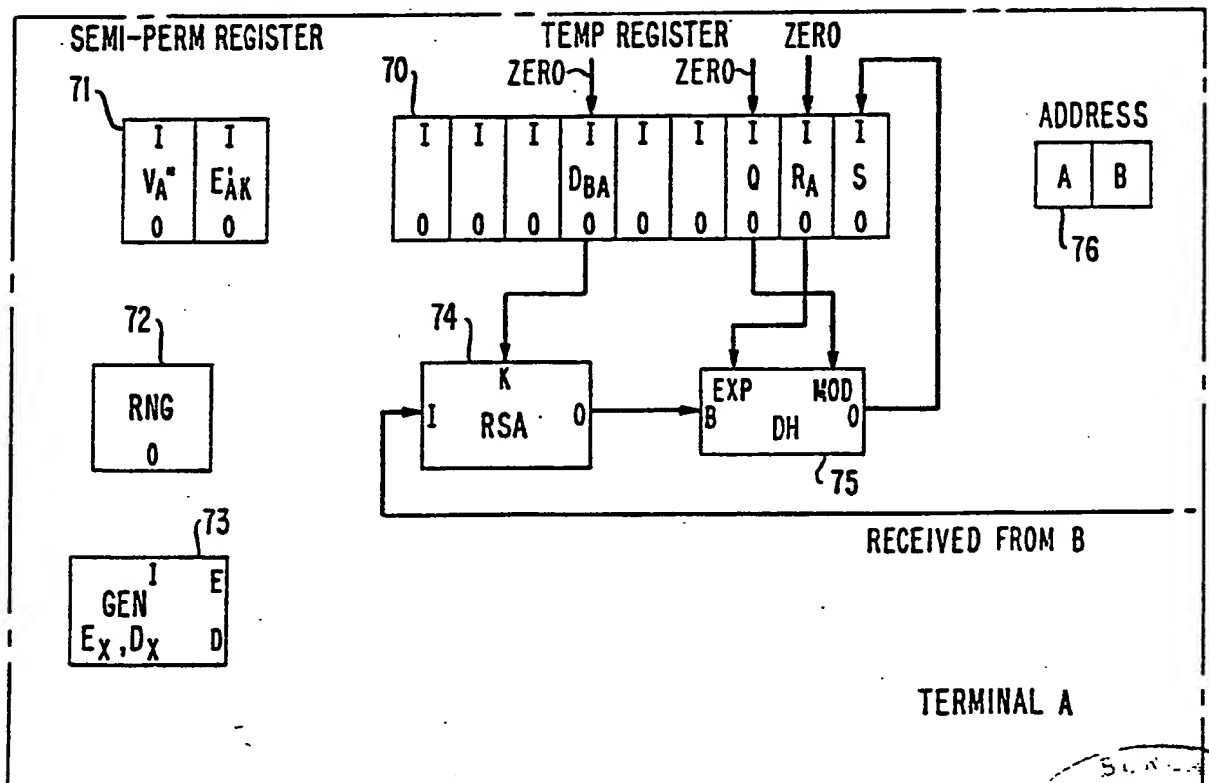 SEMI-PERM REGISTER
TEMP REGISTER
ZERO
ZERO
ZERO
71
70
ADDRESS
I I
V_A" E'_AK
0 0
I I I I I I I I I
D_BA Q R_A S
0 0 0 0 0 0 0 0 0
A B
76
72
RNG
0
74
K
I RSA 0
EXP MOD
B DH 0
75
RECEIVED FROM B
73
I E
GEN
E_X, D_X D
TERMINAL A